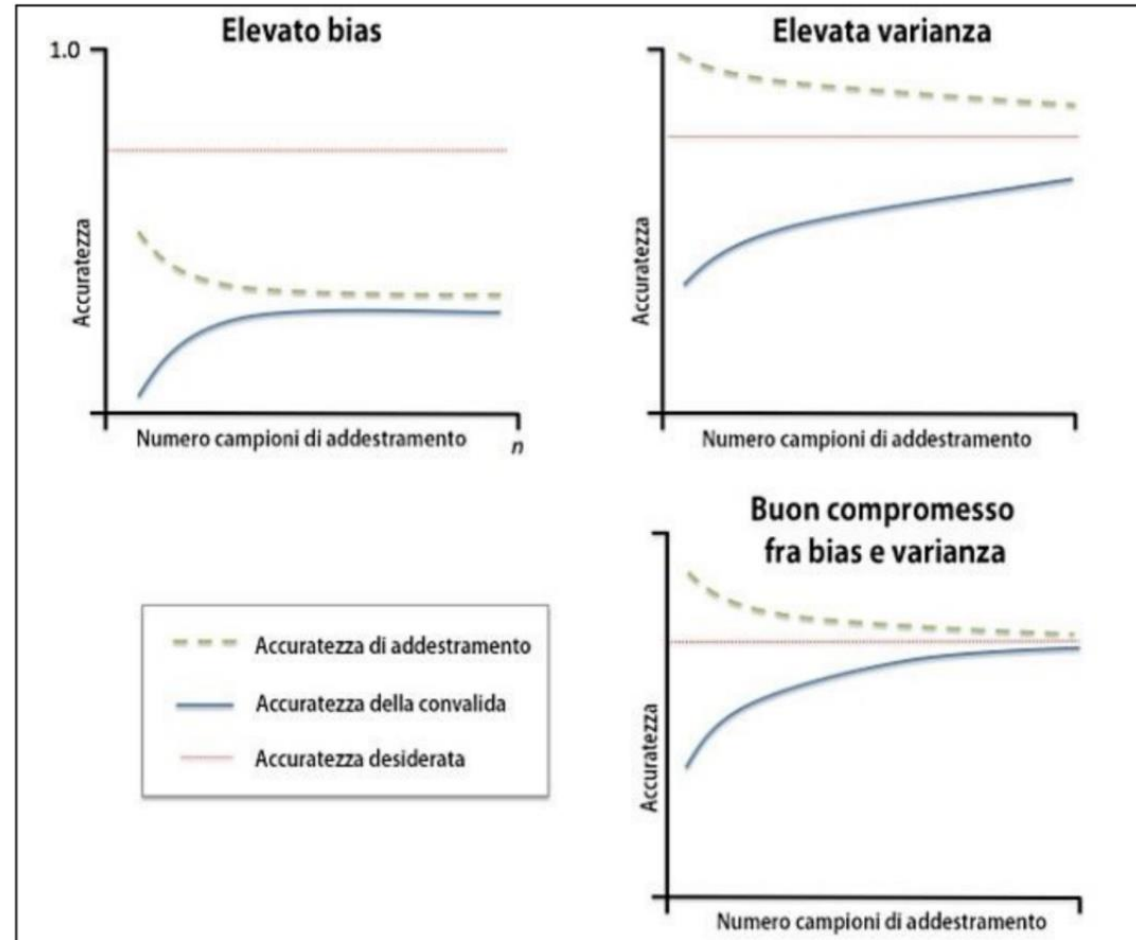 Elevato bias
1.0
Accuratezza
Numero campioni di addestramento
n
Elevata varianza
Accuratezza
Numero campioni di addestramento
Buon compromesso
fra bias e varianza
Accuratezza
Numero campioni di addestramento
Accuratezza di addestramento
Accuratezza della convalida
Accuratezza desiderata